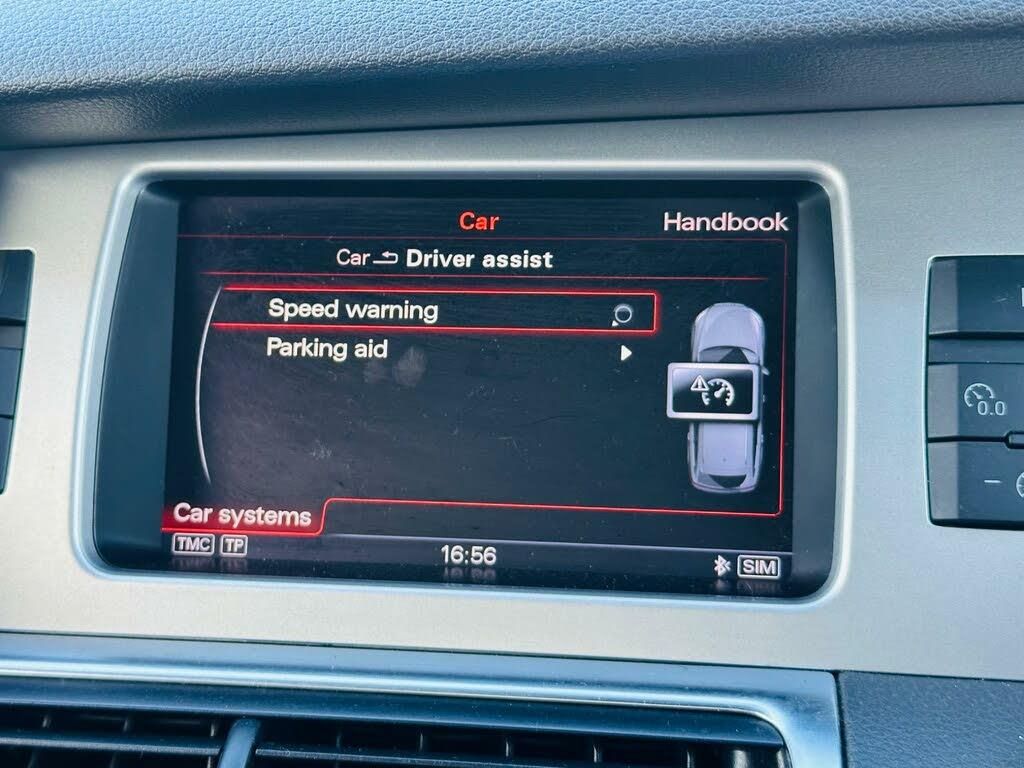 Car
Handbook
Car Driver assist
Speed warning
Parking aid
Car systems
TMC TP
16:56
SIM
0.0